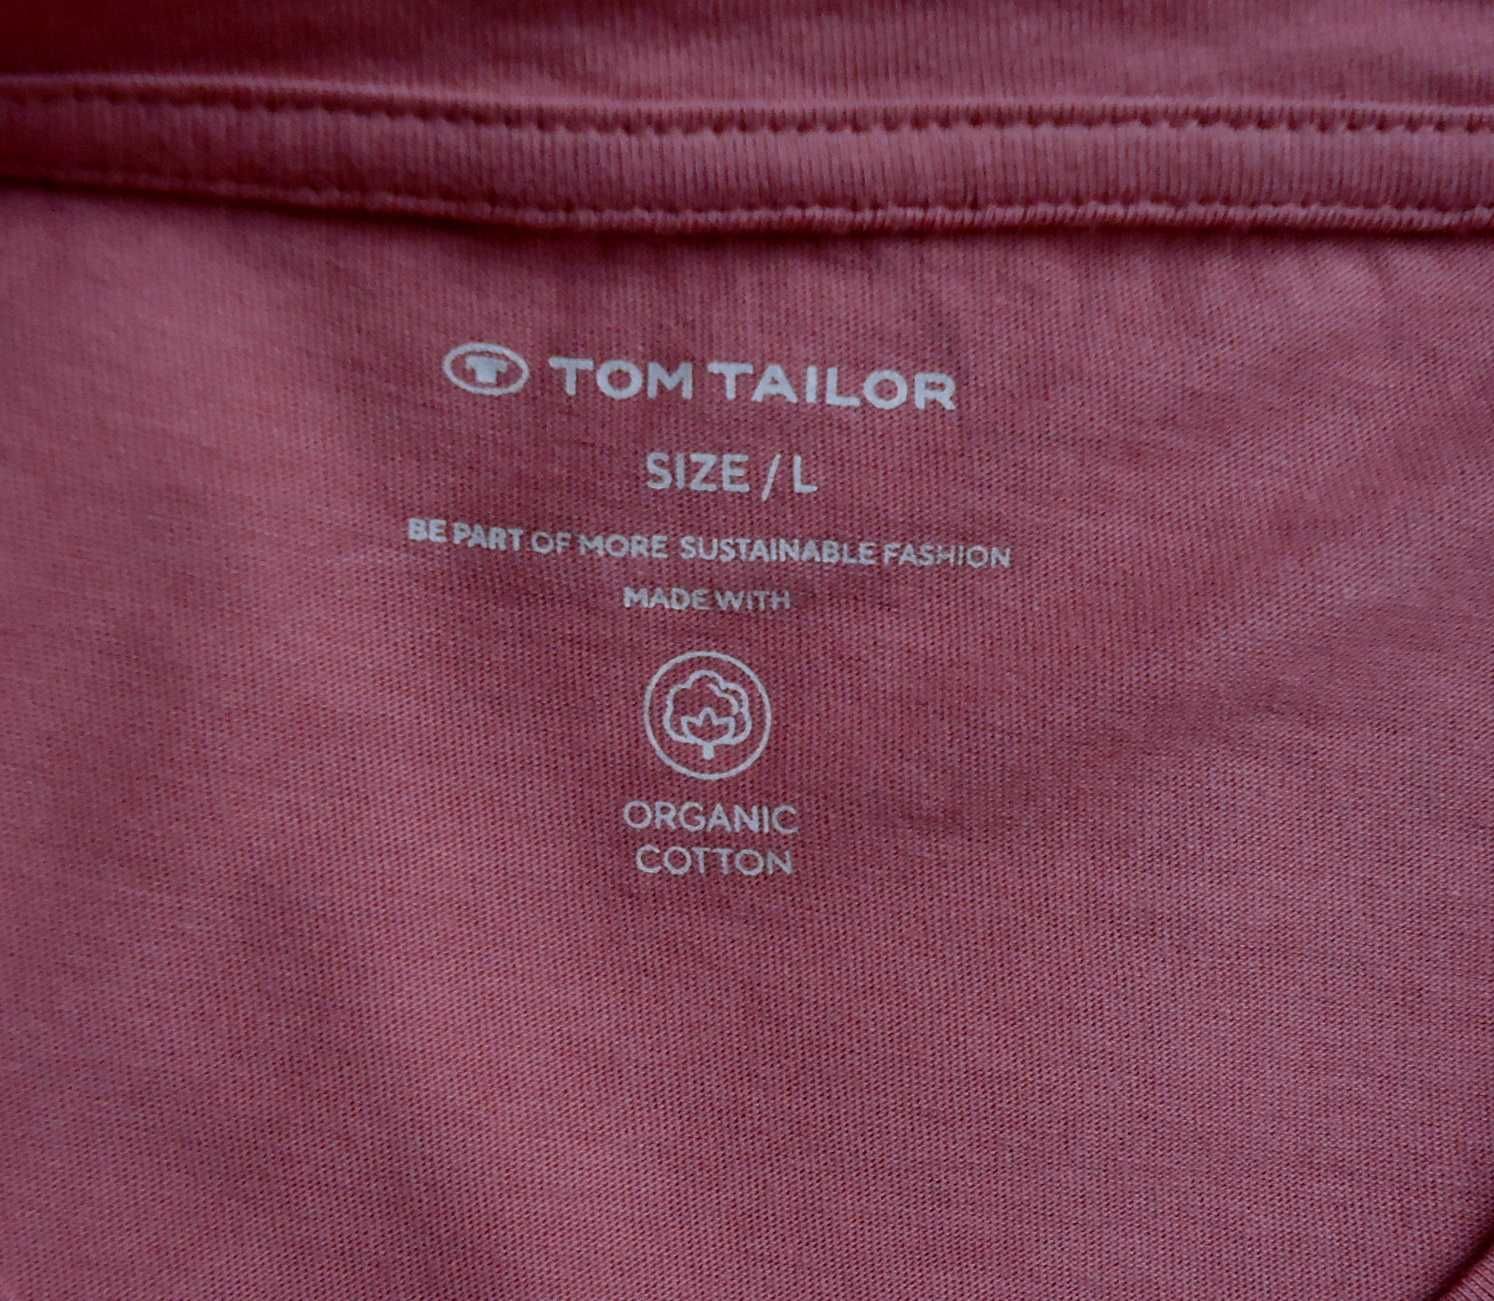 TOM TAILOR
SIZE / L
BE PART OF MORE SUSTAINABLE FASHION
MADE WITH
ORGANIC
COTTON